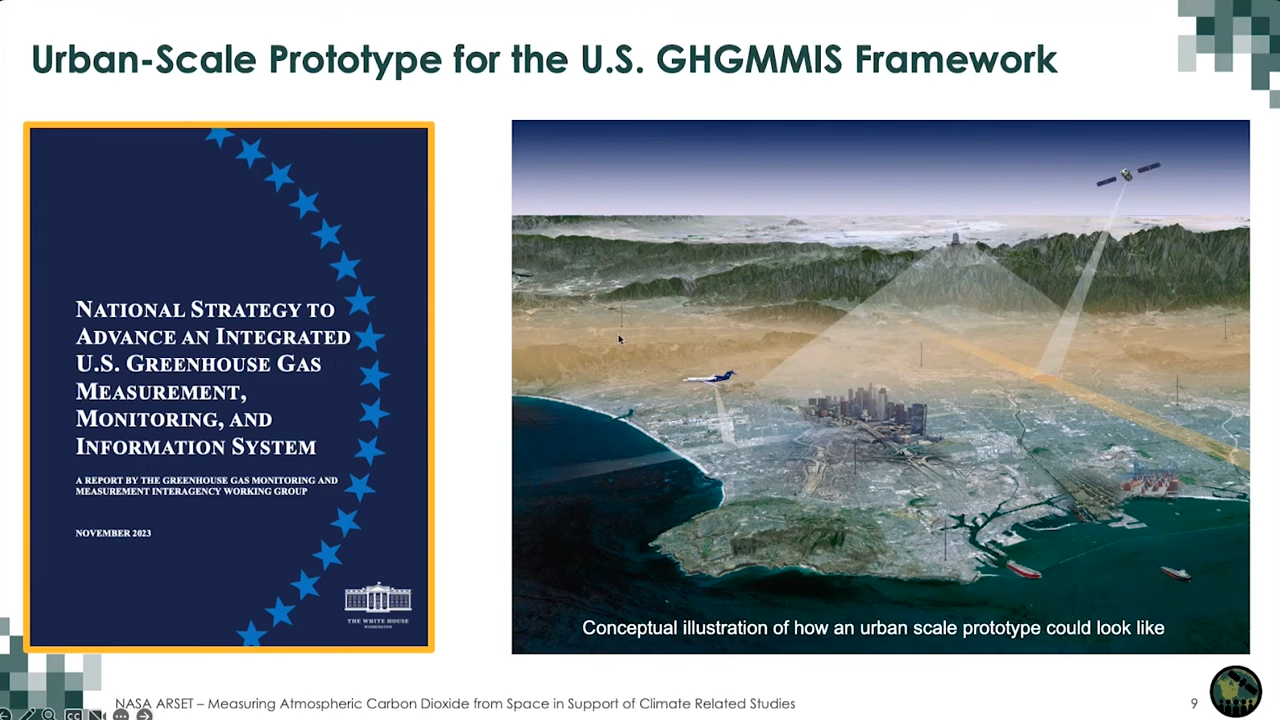 Urban-Scale Prototype for the U.S. GHGMMIS Framework
NATIONAL STRATEGY TO
ADVANCE AN INTEGRATED
U.S. GREENHOUSE GAS
MEASUREMENT,
MONITORING, AND
INFORMATION SYSTEM
A REPORT BY THE GREENHOUSE GAS MONITORING AND
MEASUREMENT INTERAGENCY WORKING GROUP
NOVEMBER 2023
THE WHITE HOUSE
WASHINGTON
Conceptual illustration of how an urban scale prototype could look like
NASA ARSET – Measuring Atmospheric Carbon Dioxide from Space in Support of Climate Related Studies
9
CC